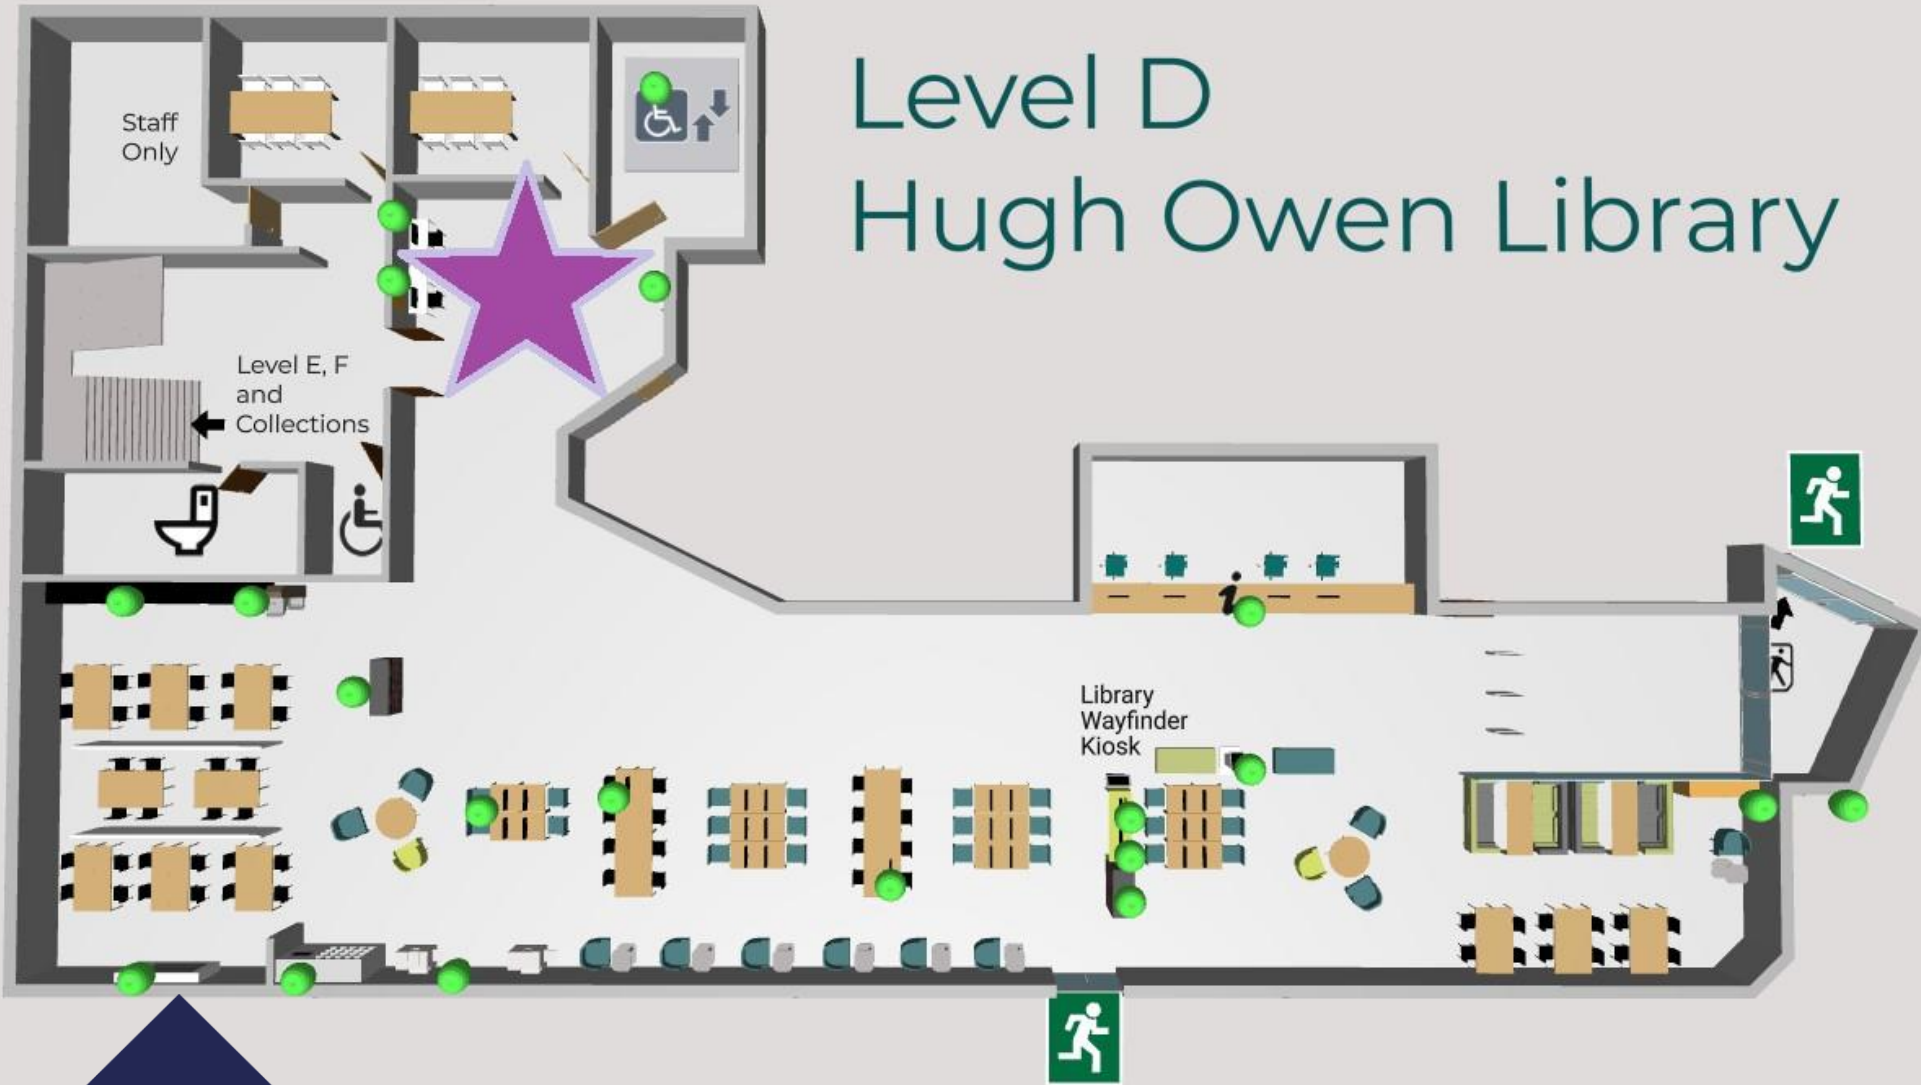 Level D
Hugh Owen Library
Staff
Only
Level E, F
and
Collections
Library
Wayfinder
Kiosk